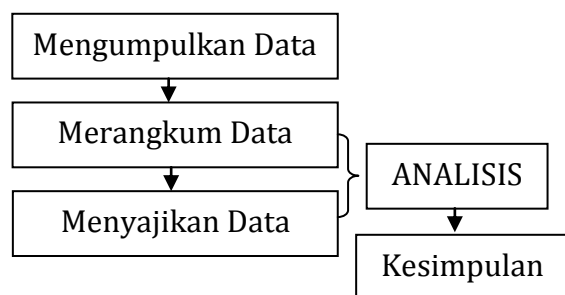 Mengumpulkan Data
Merangkum Data
Menyajikan Data
ANALISIS
Kesimpulan